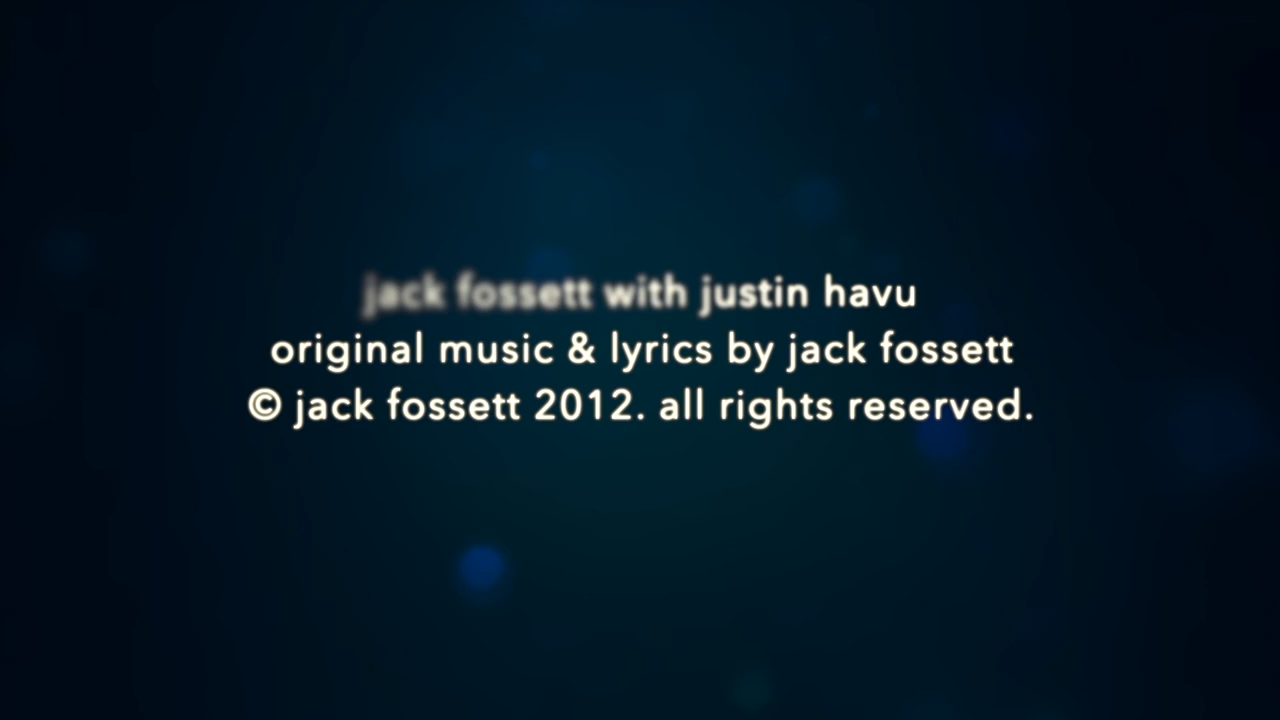 jack fossett with justin havu
original music & lyrics by jack fossett
© jack fossett 2012. all rights reserved.